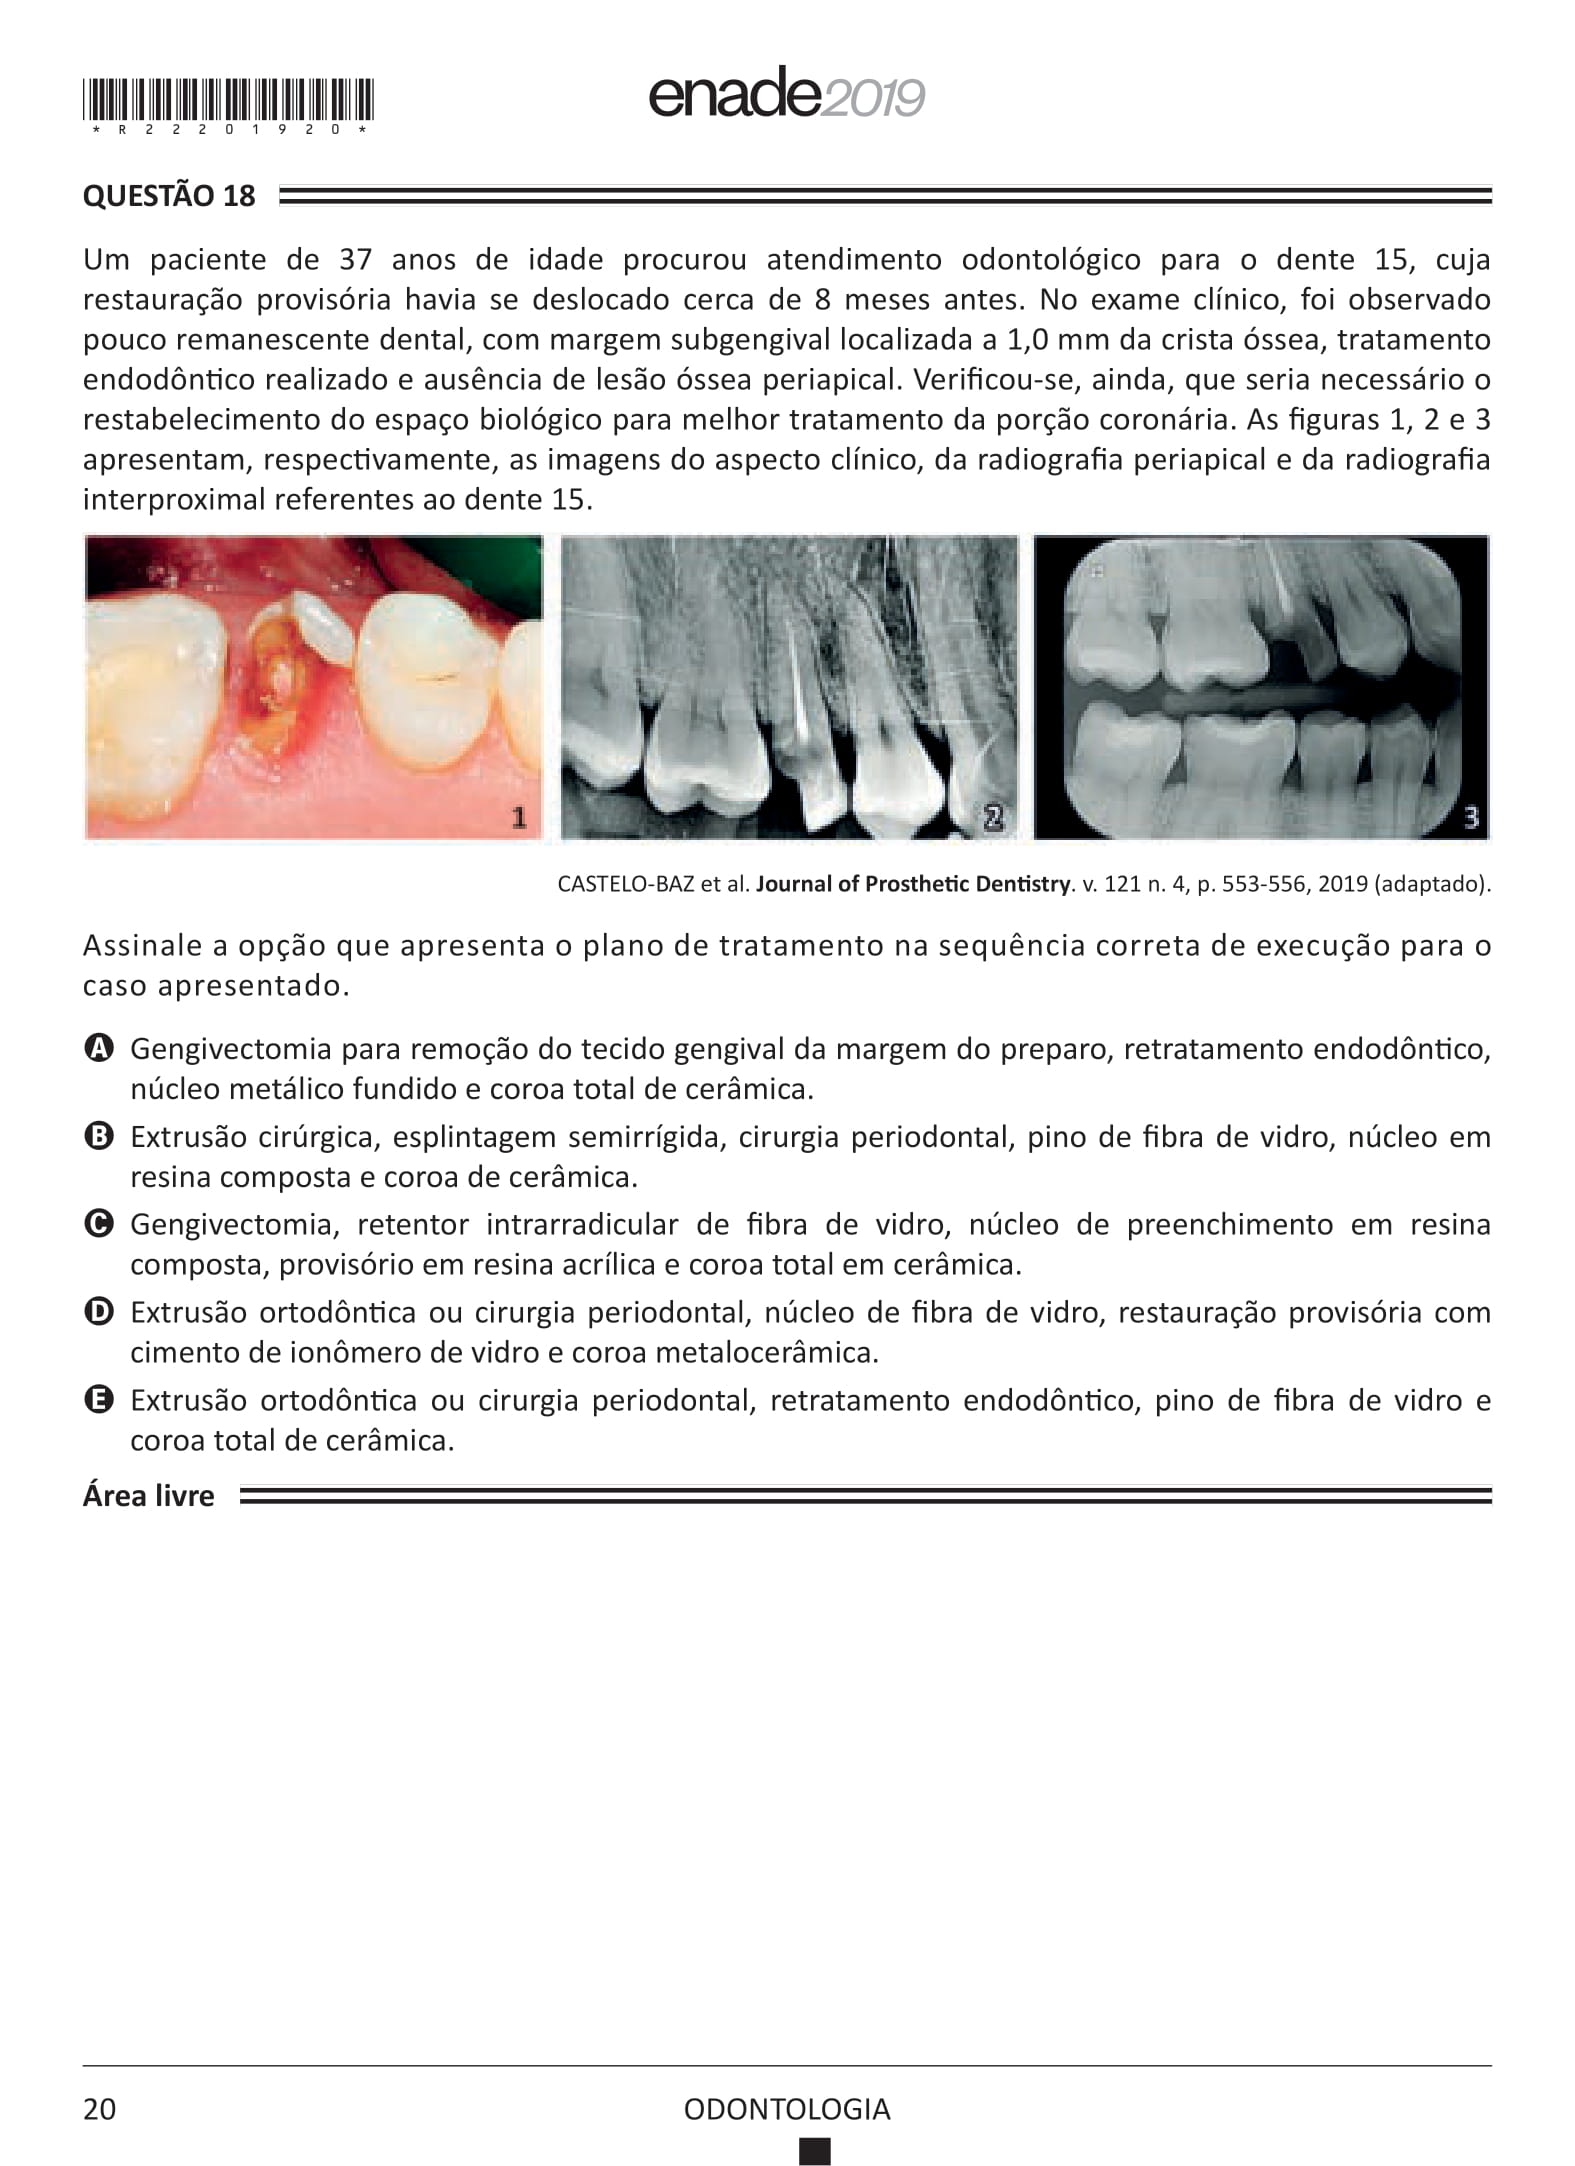 *R22201920*
enade2019
QUESTÃO 18
Um paciente de 37 anos de idade procurou atendimento odontológico para o dente 15, cuja
restauração provisória havia se deslocado cerca de 8 meses antes. No exame clínico, foi observado
pouco remanescente dental, com margem subgengival localizada a 1,0 mm da crista óssea, tratamento
endodôntico realizado e ausência de lesão óssea periapical. Verificou-se, ainda, que seria necessário o
restabelecimento do espaço biológico para melhor tratamento da porção coronária. As figuras 1, 2 e 3
apresentam, respectivamente, as imagens do aspecto clínico, da radiografia periapical e da radiografia
interproximal referentes ao dente 15.
1
2
3
CASTELO-BAZ et al. Journal of Prosthetic Dentistry. v. 121 n. 4, p. 553-556, 2019 (adaptado).
Assinale a opção que apresenta o plano de tratamento na sequência correta de execução para o
caso apresentado.
A Gengivectomia para remoção do tecido gengival da margem do preparo, retratamento endodôntico,
núcleo metálico fundido e coroa total de cerâmica.
B Extrusão cirúrgica, esplintagem semirrígida, cirurgia periodontal, pino de fibra de vidro, núcleo em
resina composta e coroa de cerâmica.
C Gengivectomia, retentor intrarradicular de fibra de vidro, núcleo de preenchimento em resina
composta, provisório em resina acrílica e coroa total em cerâmica.
D Extrusão ortodôntica ou cirurgia periodontal, núcleo de fibra de vidro, restauração provisória com
cimento de ionômero de vidro e coroa metalocerâmica.
E Extrusão ortodôntica ou cirurgia periodontal, retratamento endodôntico, pino de fibra de vidro e
coroa total de cerâmica.
Área livre
20
ODONTOLOGIA